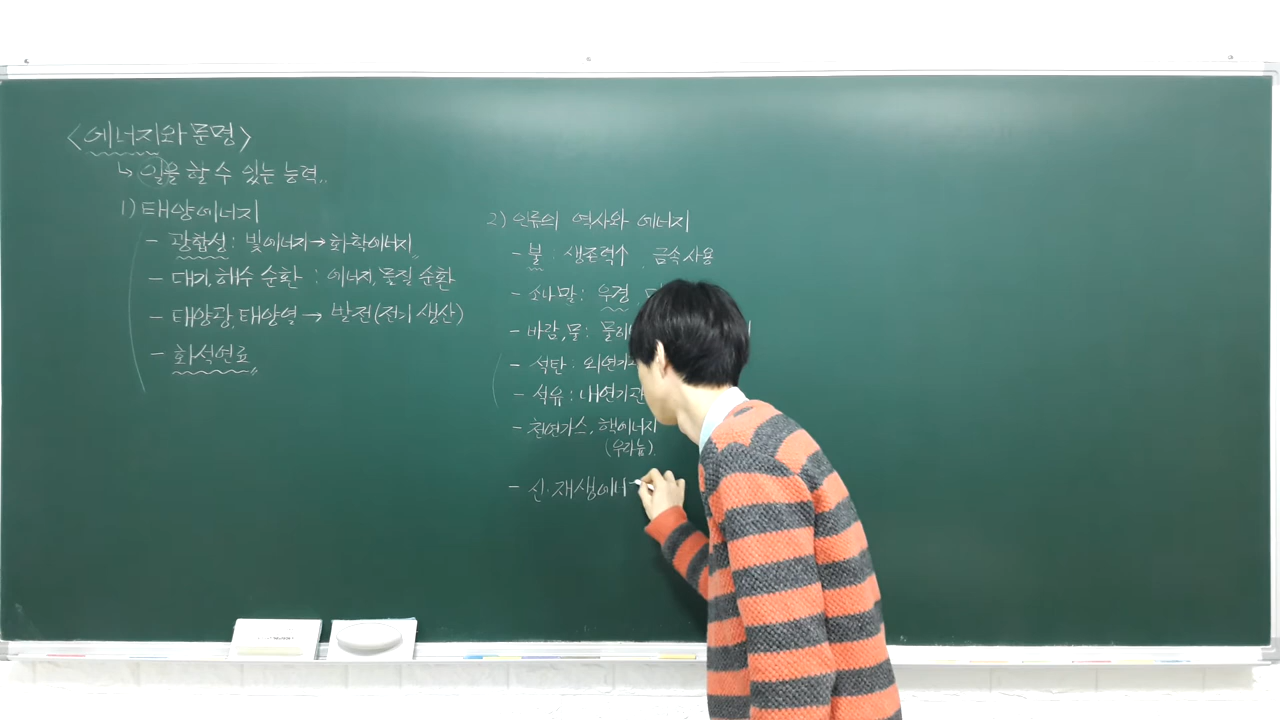 <에너지와 문명>
↳ 일을 할 수 있는 능력..
1) 태양에너지
- 광합성 : 빛에너지→화학에너지
- 대기, 해수 순환 : 에너지, 물질 순환
- 태양광, 태양열 → 발전(전기 생산)
- 화석연료
2) 인류의 역사와 에너지
- 불 : 생존력↑ 금속사용
- 소나 말 : 우경
- 바람, 물 :
- 석탄 : 외연기
- 석유 : 내연기관
- 천연가스, 핵에너지
(우라늄).
- 신·재생에너